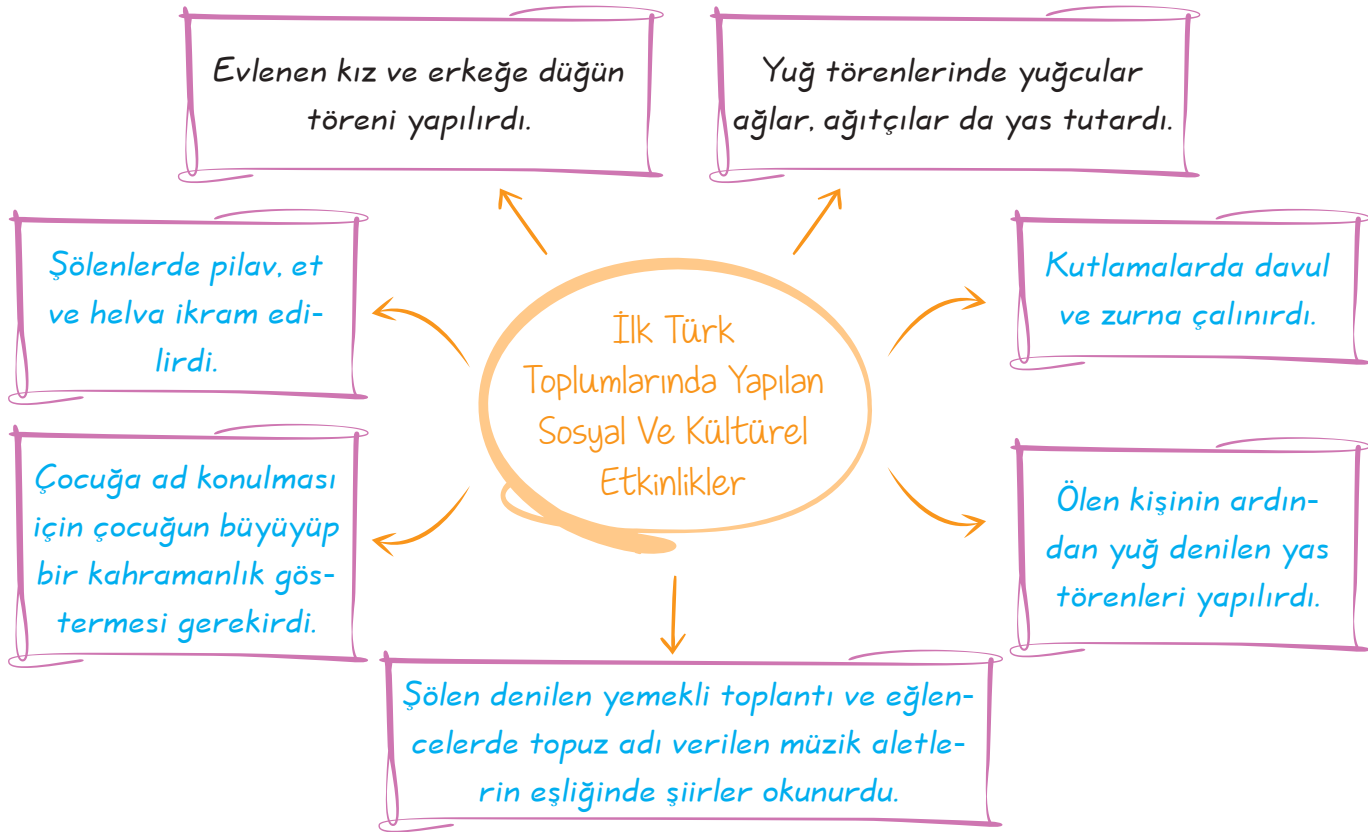 Evlenen kız ve erkeğe düğün
töreni yapılırdı.
Yuğ törenlerinde yuğcular
ağlar, ağıtçılar da yas tutardı.
Şölenlerde pilav, et
ve helva ikram edi-
lirdi.
Kutlamalarda davul
ve zurna çalınırdı.
İlk Türk
Toplumlarında Yapılan
Sosyal Ve Kültürel
Etkinlikler
Çocuğa ad konulması
için çocuğun büyüyüp
bir kahramanlık gös-
termesi gerekirdi.
Ölen kişinin ardın-
dan yuğ denilen yas
törenleri yapılırdı.
Şölen denilen yemekli toplantı ve eğlen-
celerde topuz adı verilen müzik aletle-
rin eşliğinde şiirler okunurdu.